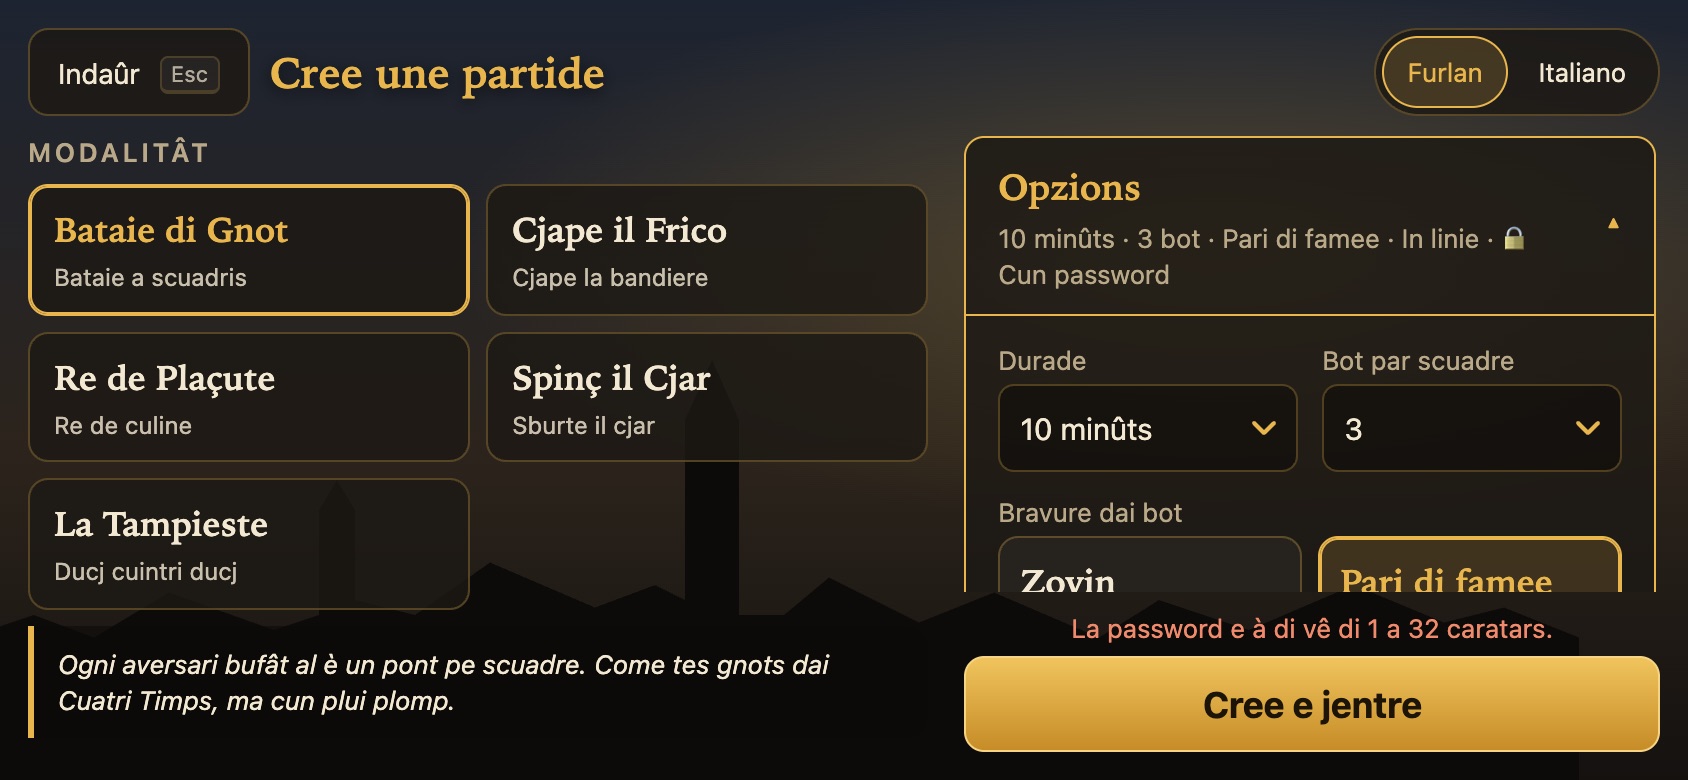 Indaûr Esc
Cree une partide
Furlan Italiano
MODALITÂT
Bataie di Gnot
Bataie a scuadris
Cjape il Frico
Cjape la bandiere
Re de Plaçute
Re de culine
Spinç il Cjar
Sburte il cjar
La Tampieste
Ducj cuintri ducj
Ogni aversari bufât al è un pont pe scuadre. Come tes gnots dai
Cuatri Timps, ma cun plui plomp.
Opzions
10 minûts · 3 bot · Pari di famee · In linie · 🔒
Cun password
Durade
10 minûts
Bot par scuadre
3
Bravure dai bot
Zovin
Pari di famee
La password e à di vê di 1 a 32 caratars.
Cree e jentre